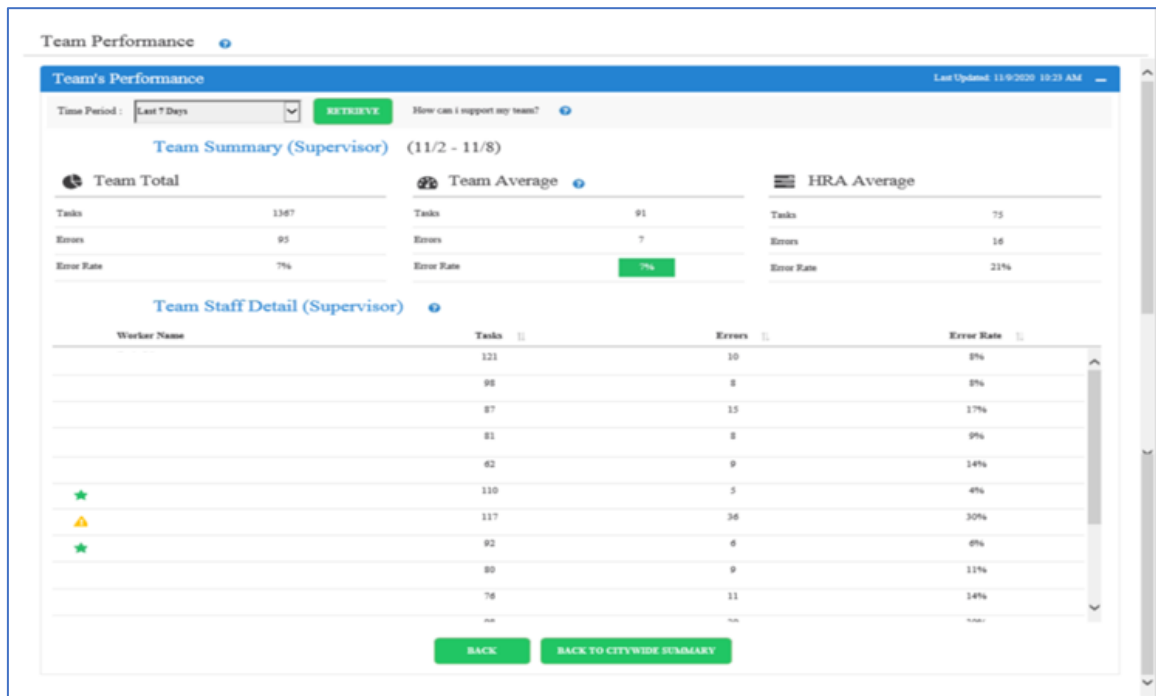 Team Performance
Team's Performance Last Updated: 11/9/2020 10:23 AM
Time Period : Last 7 Days RETRIEVE How can i support my team?
Team Summary (Supervisor) (11/2 - 11/8)
Team Total Team Average HRA Average
Tasks 1367 Tasks 91 Tasks 75
Errors 95 Errors 7 Errors 16
Error Rate 7% Error Rate 7% Error Rate 21%
Team Staff Detail (Supervisor)
Worker Name Tasks Errors Error Rate
121 10 8%
98 8 8%
87 15 17%
81 8 9%
62 9 14%
110 5 4%
117 36 30%
92 6 6%
80 9 11%
76 11 14%
BACK BACK TO CITYWIDE SUMMARY